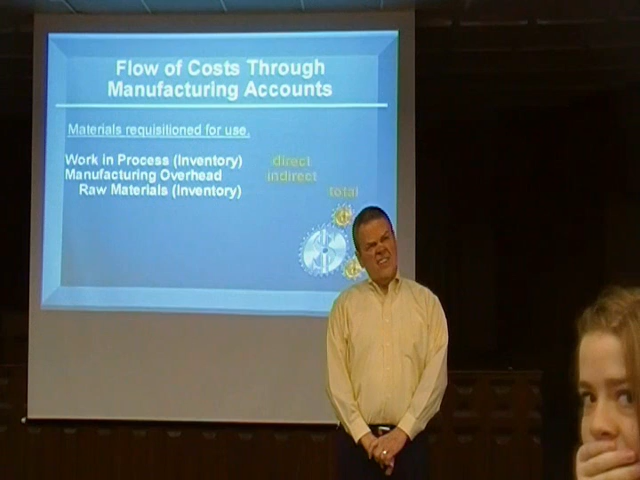 Flow of Costs Through
Manufacturing Accounts
Materials requisitioned for use.
Work in Process (Inventory) direct
Manufacturing Overhead indirect
Raw Materials (Inventory) total